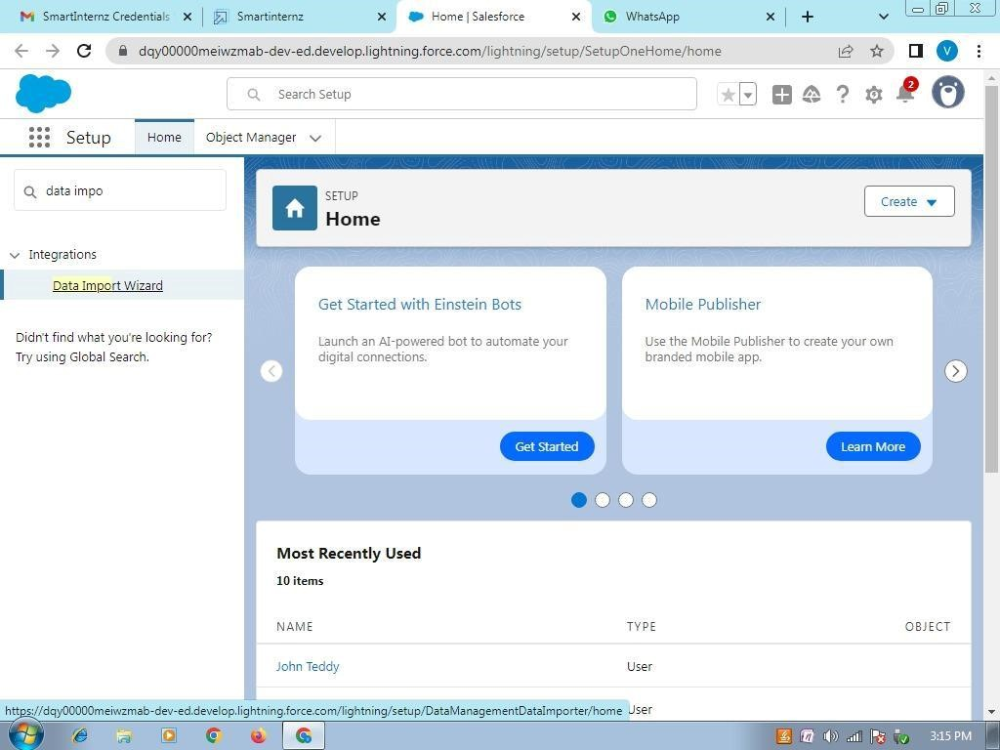 SmartInternz Credentials
Smartinternz
Home | Salesforce
WhatsApp
dqy00000meiwzmab-dev-ed.develop.lightning.force.com/lightning/setup/SetupOneHome/home
V
Search Setup
2
Setup
Home
Object Manager
data impo
Integrations
Data Import Wizard
Didn't find what you're looking for?
Try using Global Search.
SETUP
Home
Create
Get Started with Einstein Bots
Launch an AI-powered bot to automate your
digital connections.
Get Started
Mobile Publisher
Use the Mobile Publisher to create your own
branded mobile app.
Learn More
Most Recently Used
10 items
NAME TYPE OBJECT
John Teddy User
User
https://dqy00000meiwzmab-dev-ed.develop.lightning.force.com/lightning/setup/DataManagementDataImporter/home
3:15 PM